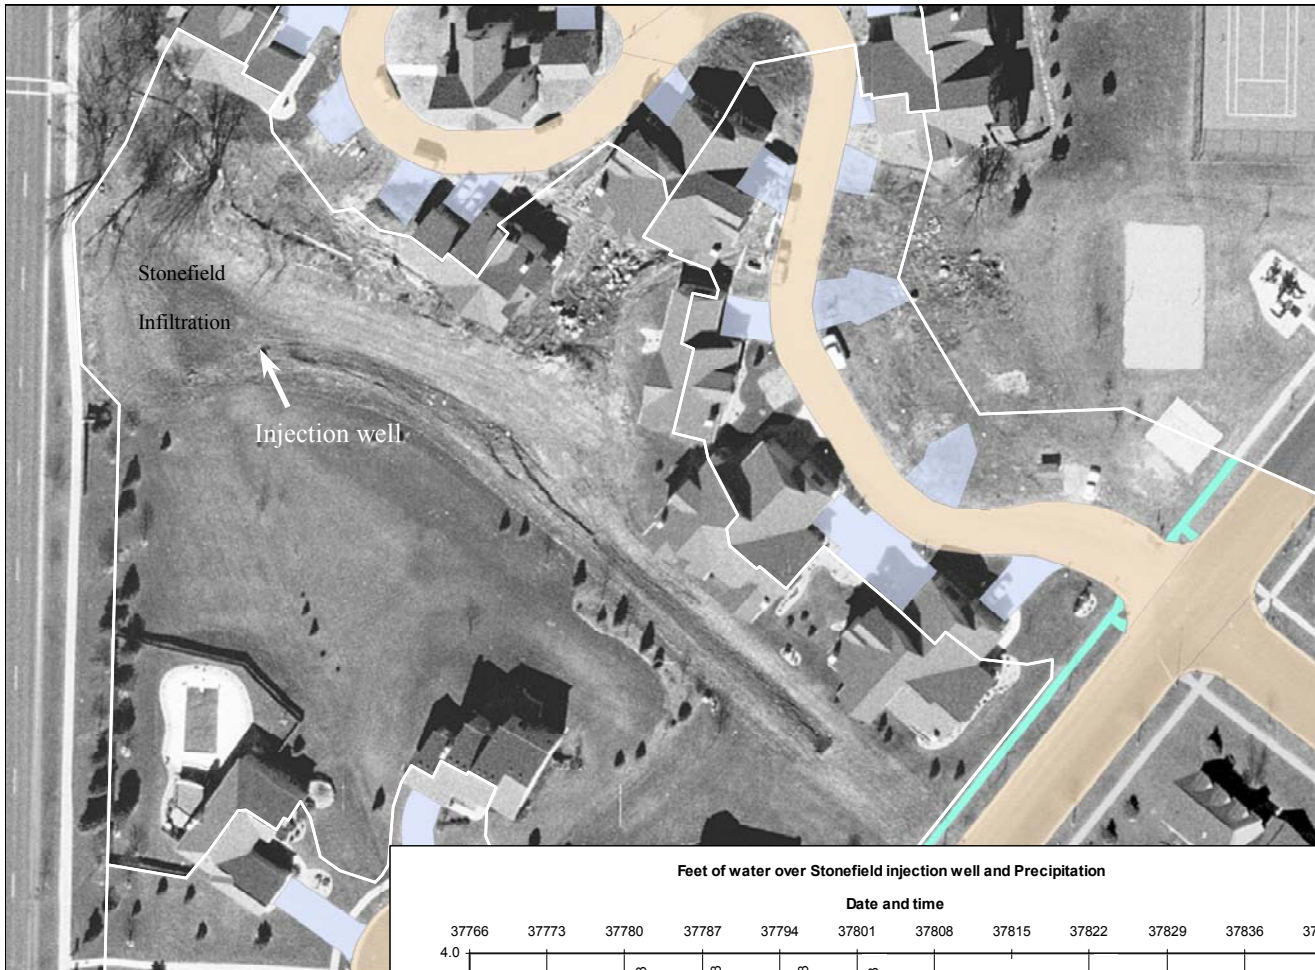 Stonefield
Infiltration
Injection well
Feet of water over Stonefield injection well and Precipitation
Date and time
37766 37773 37780 37787 37794 37801 37808 37815 37822 37829 37836
4.0